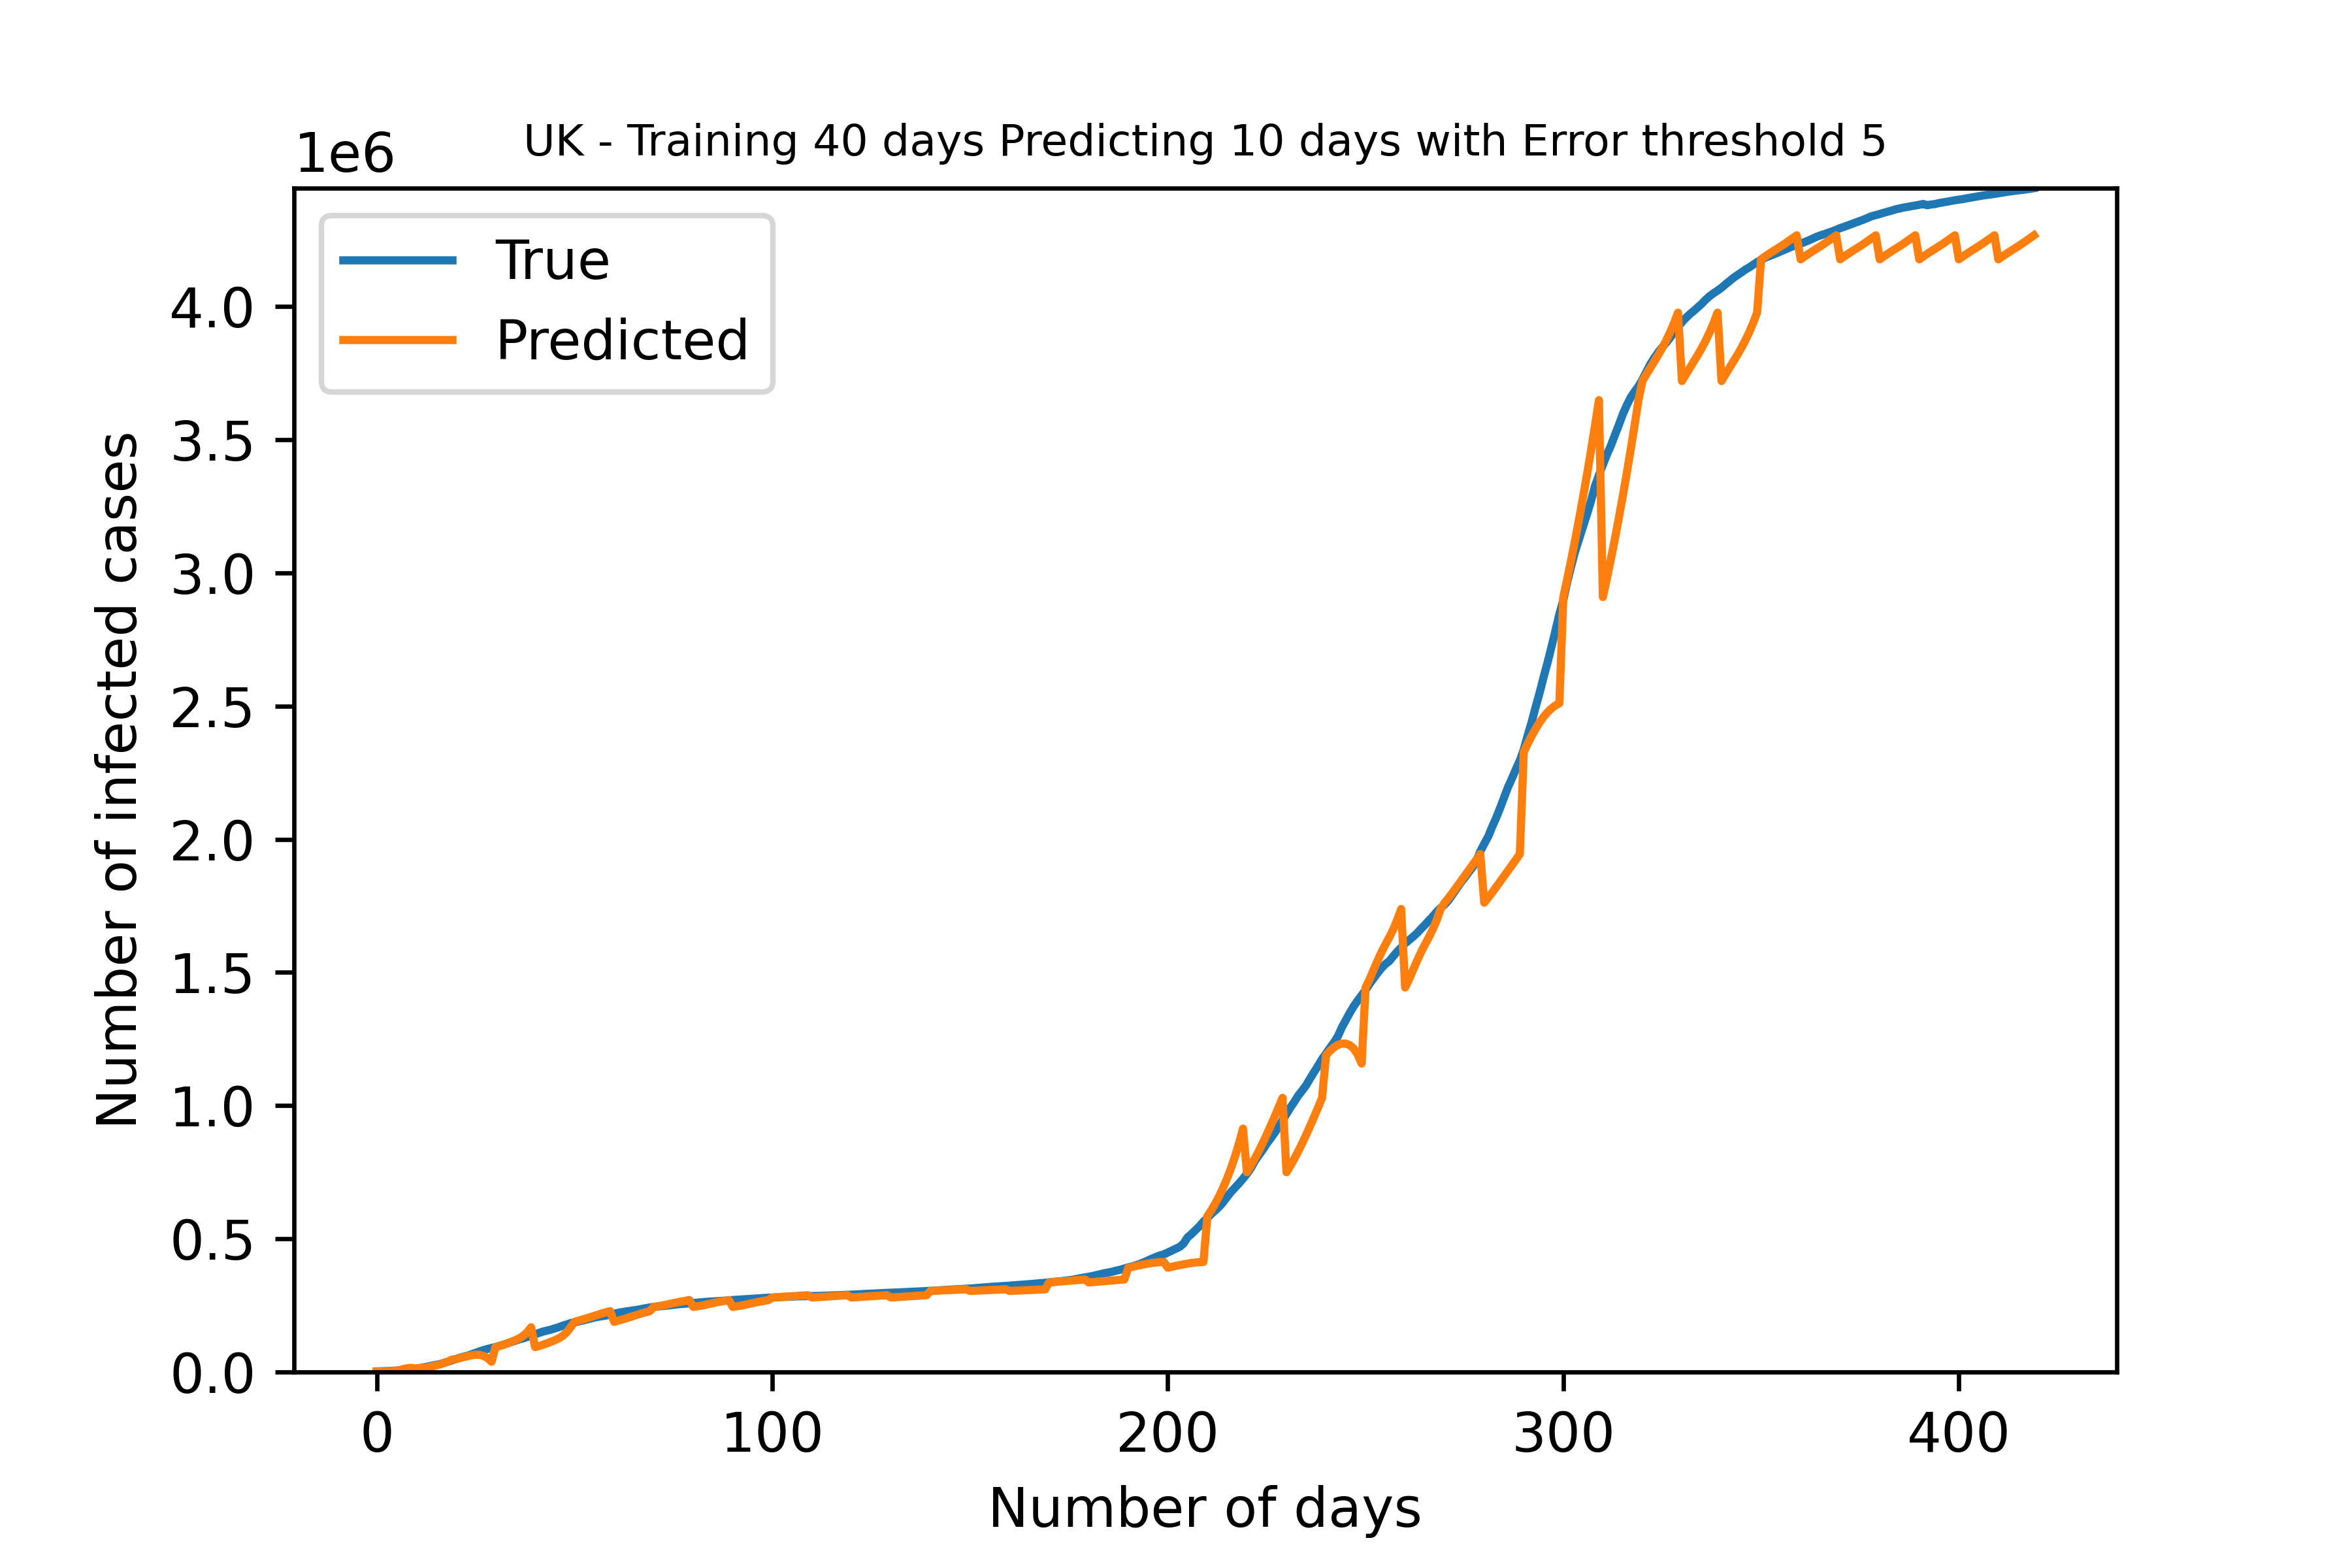 UK - Training 40 days Predicting 10 days with Error threshold 5
1e6
True
Predicted
4.0
3.5
3.0
2.5
2.0
1.5
1.0
0.5
0.0
Number of infected cases
0 100 200 300 400
Number of days